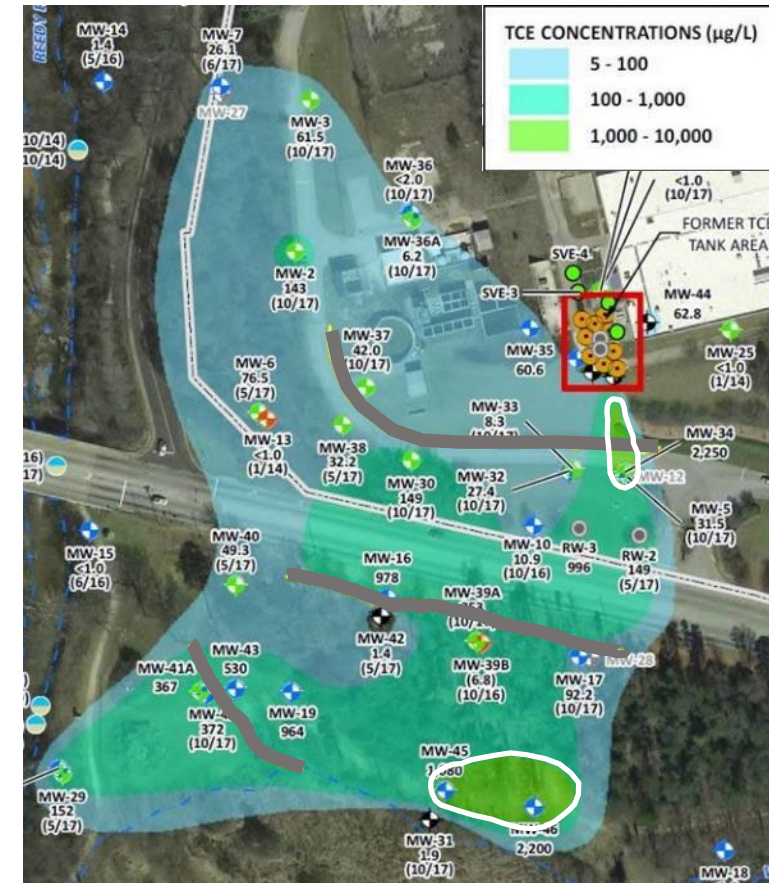 TCE CONCENTRATIONS (µg/L)
5 - 100
100 - 1,000
1,000 - 10,000
REEDY
MW-14
1.4
(5/16)
MW-7
26.1
(6/17)
MW-27
MW-3
61.5
(10/17)
10/14)
10/14)
MW-36
<2.0
(10/17)
<1.0
(10/17)
FORMER TCE
TANK AREA
MW-36A
6.2
(10/17)
SVE-4
SVE-3
MW-2
143
(10/17)
MW-44
62.8
MW-37
42.0
(10/17)
MW-35
60.6
MW-25
<1.0
(1/14)
MW-6
76.5
(5/17)
MW-33
8.3
(10/17)
MW-34
2,250
MW-13
<1.0
(1/14)
MW-38
32.2
(5/17)
MW-30
149
(10/17)
MW-32
27.4
(10/17)
MW-12
16)
17)
MW-5
31.5
(10/17)
MW-15
<1.0
(6/16)
MW-40
49.3
(5/17)
MW-16
978
MW-10
10.9
(10/16)
RW-3
996
RW-2
149
(5/17)
MW-39A
MW-42
1.4
(5/17)
MW-39B
(6.8)
(10/16)
MW-28
MW-17
92.2
(10/17)
MW-41A
367
MW-43
530
372
(10/17)
MW-19
964
MW-45
MW-29
152
(5/17)
MW-46
2,200
MW-31
1.9
(10/17)
MW-18